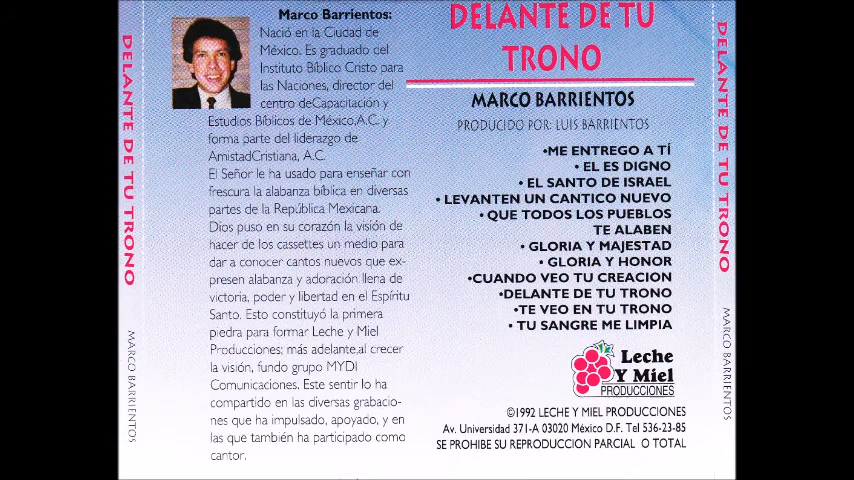 DELANTE DE TU TRONO
MARCO BARRIENTOS
Marco Barrientos:
Nació en la Ciudad de
México. Es graduado del
Instituto Bíblico Cristo para
las Naciones, director del
centro deCapacitación y
Estudios Bíblicos de México,A.C. y
forma parte del liderazgo de
AmistadCristiana, A.C.
El Señor le ha usado para enseñar con
frescura la alabanza bíblica en diversas
partes de la República Mexicana.
Dios puso en su corazón la visión de
hacer de los cassettes un medio para
dar a conocer cantos nuevos que ex-
presen alabanza y adoración llena de
victoria, poder y libertad en el Espíritu
Santo. Esto constituyó la primera
piedra para formar Leche y Miel
Producciones; más adelante,al crecer
la visión, fundo grupo MYDI
Comunicaciones. Este sentir lo ha
compartido en las diversas grabacio-
nes que ha impulsado, apoyado, y en
las que también ha participado como
cantor.
DELANTE DE TU
TRONO
MARCO BARRIENTOS
PRODUCIDO POR: LUIS BARRIENTOS
•ME ENTREGO A TÍ
• EL ES DIGNO
• EL SANTO DE ISRAEL
• LEVANTEN UN CANTICO NUEVO
• QUE TODOS LOS PUEBLOS
TE ALABEN
• GLORIA Y MAJESTAD
• GLORIA Y HONOR
•CUANDO VEO TU CREACION
•DELANTE DE TU TRONO
•TE VEO EN TU TRONO
• TU SANGRE ME LIMPIA
Leche
Y Miel
PRODUCCIONES
©1992 LECHE Y MIEL PRODUCCIONES
Av. Universidad 371-A 03020 México D.F. Tel 536-23-85
SE PROHIBE SU REPRODUCCION PARCIAL O TOTAL
DELANTE DE TU TRONO
MARCO BARRIENTOS